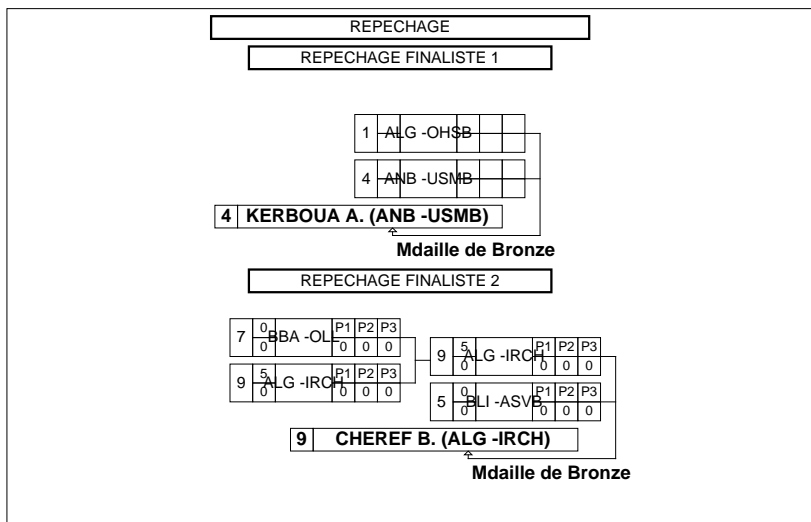 REPECHAGE
REPECHAGE FINALISTE 1
1 ALG -OHSB
4 ANB -USMB
4 KERBOUA A. (ANB -USMB)
Mdaille de Bronze
REPECHAGE FINALISTE 2
7 0 BBA -OLL P1 P2 P3
0 0 0 0
9 5 ALG -IRCH P1 P2 P3
0 0 0 0
9 5 ALG -IRCH P1 P2 P3
0 0 0 0
5 0 BLI -ASVB P1 P2 P3
0 0 0 0
9 CHEREF B. (ALG -IRCH)
Mdaille de Bronze